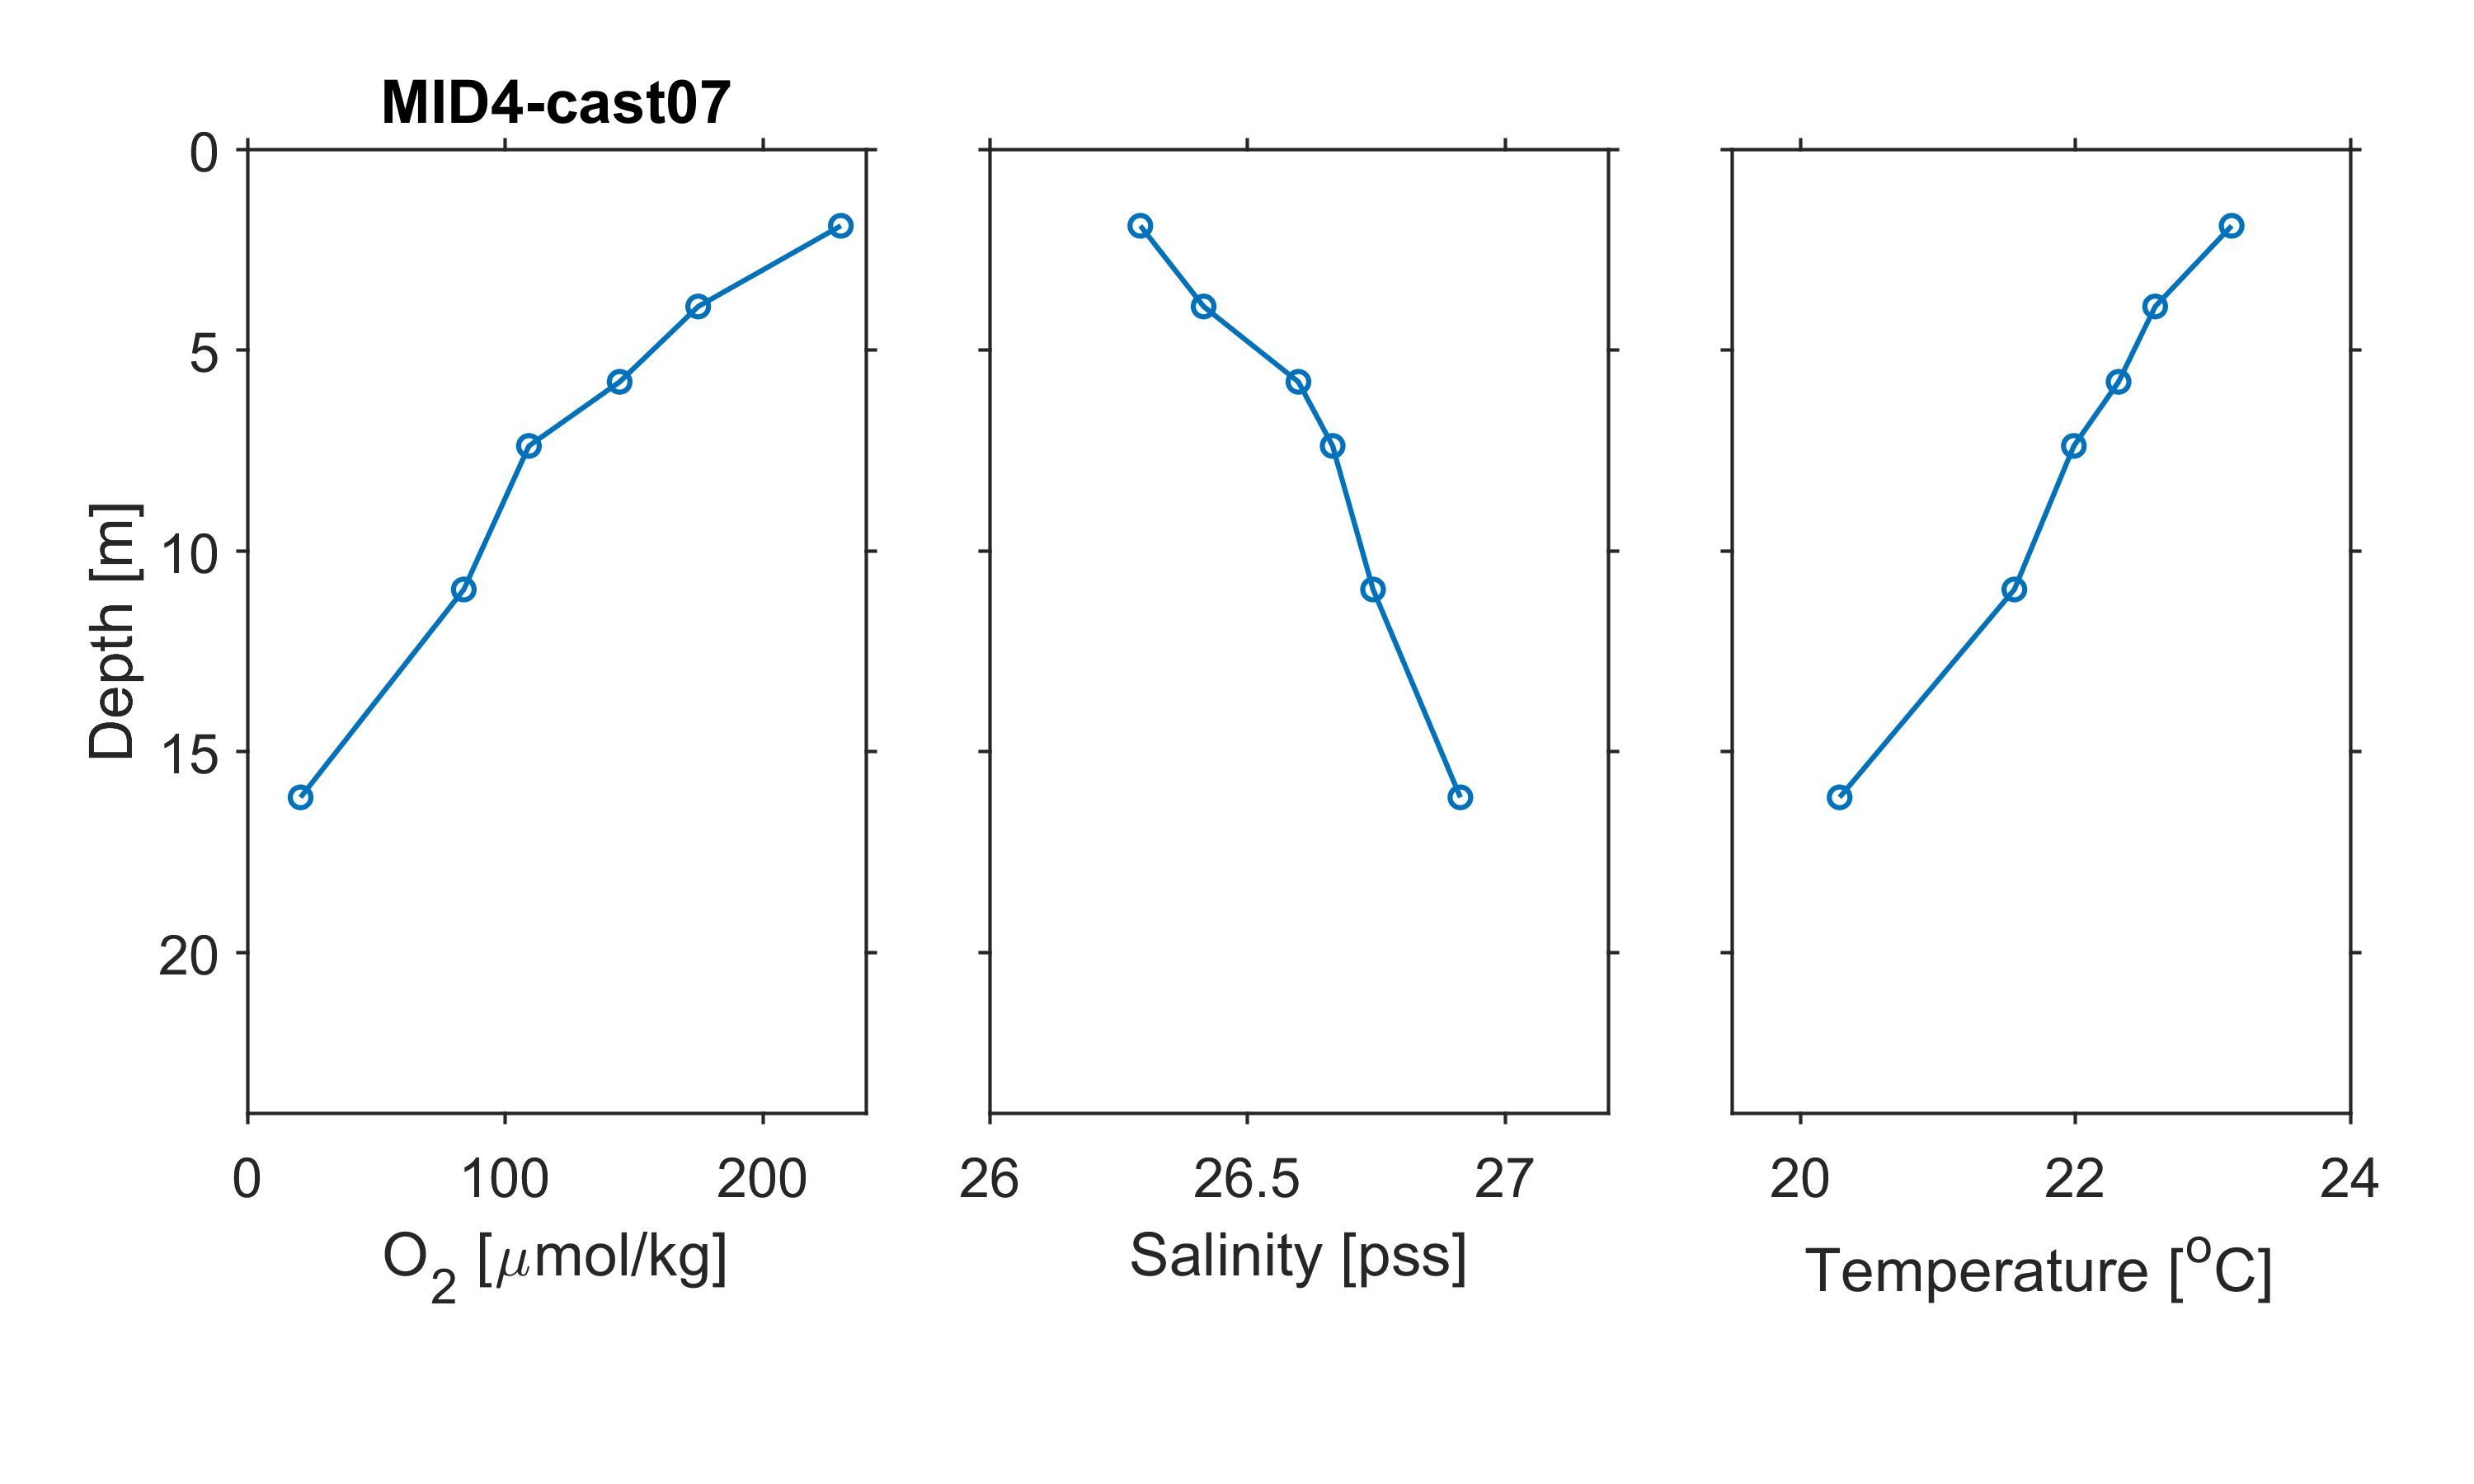 MID4-cast07
0
5
10
15
20
Depth [m]
0 100 200
O2 [μmol/kg]
26 26.5 27
Salinity [pss]
20 22 24
Temperature [oC]